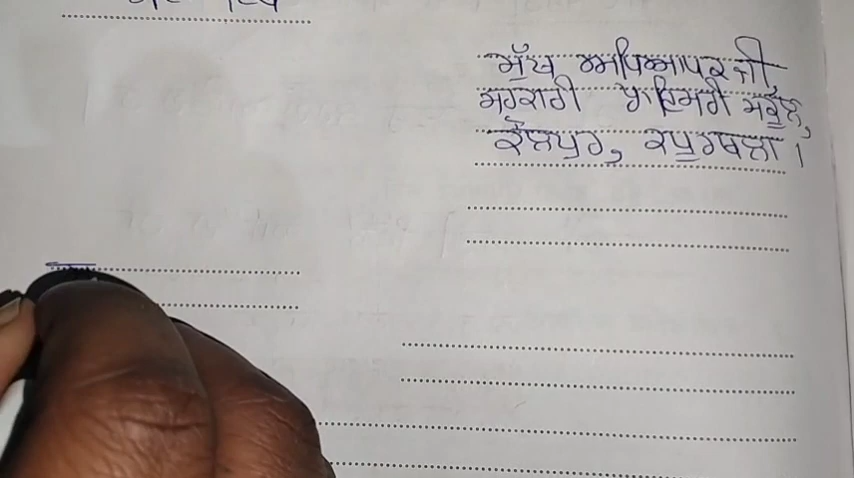 ਮੁੱਖ ਅਧਿਆਪਕ ਜੀ
ਸਰਕਾਰੀ ਪ੍ਰਾਇਮਰੀ ਸਕੂਲ,
ਕਪੂਰਥਲਾ।